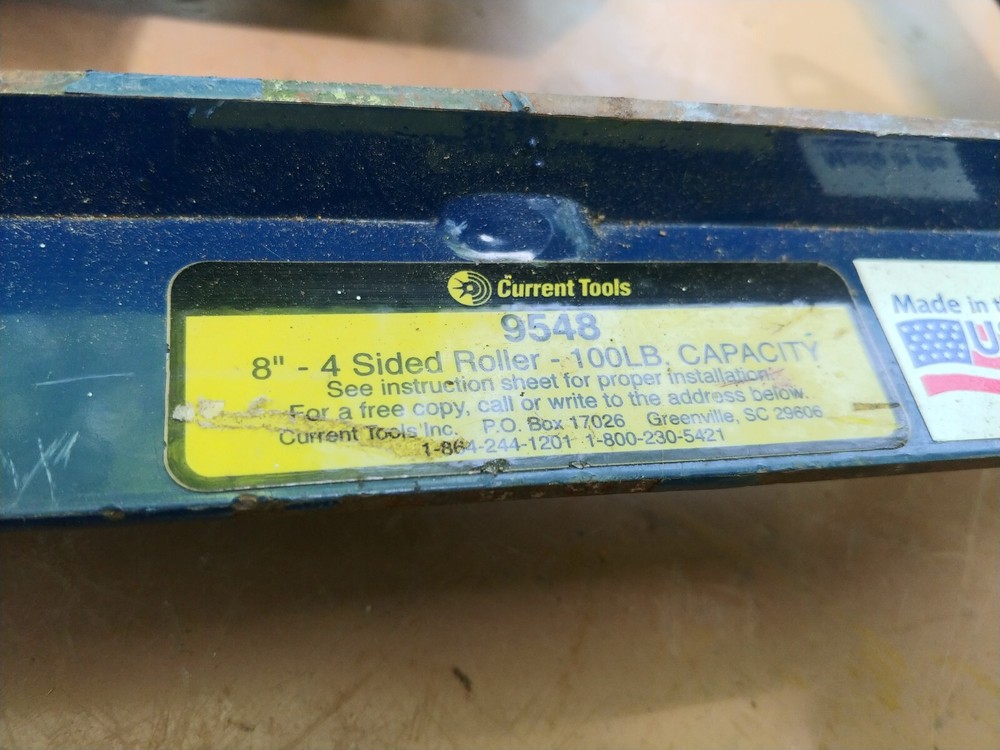 Current Tools
9548
8" - 4 Sided Roller - 100LB. CAPACITY
See instruction sheet for proper installation.
For a free copy, call or write to the address below.
Current Tools Inc. P.O. Box 17026 Greenville, SC 29606
1-864-244-1201 1-800-230-5421
Made in